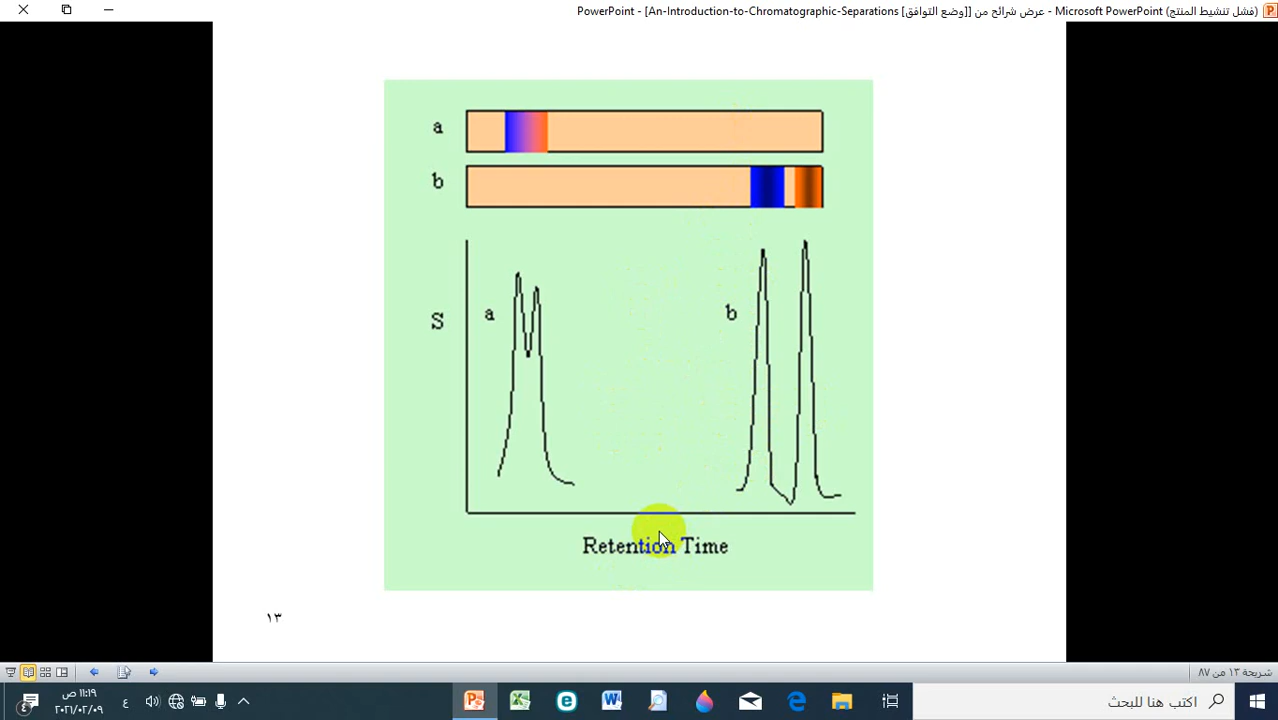 PowerPoint - [An-Introduction-to-Chromatographic-Separations [وضع التوافق]] عرض شرائح من - Microsoft PowerPoint (فشل تنشيط المنتج)
a
b
S
a
b
Retention Time
١٣
شريحة ١٣ من ٨٧
١١:١٩ ص
٢٠٢١/٠٢/٠٩
ع
اكتب هنا للبحث